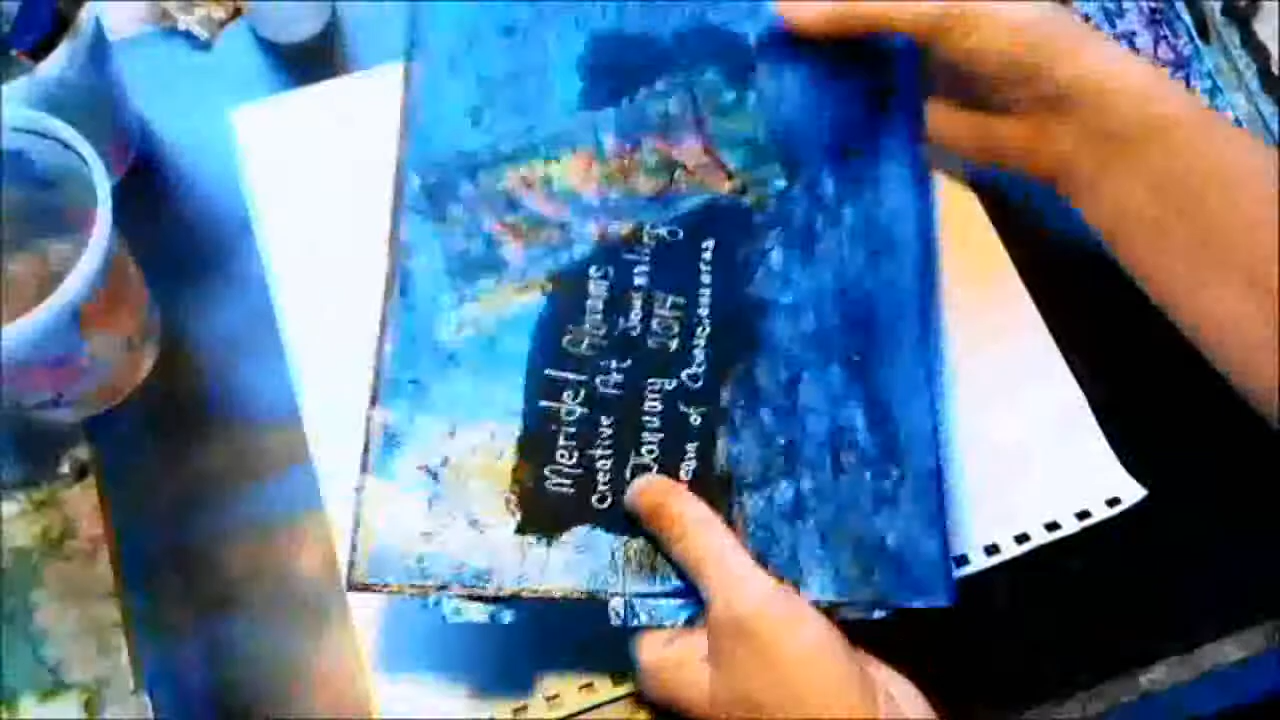 Meridel Abrams
Creative Art Journaling
January 2014
of Consciousness